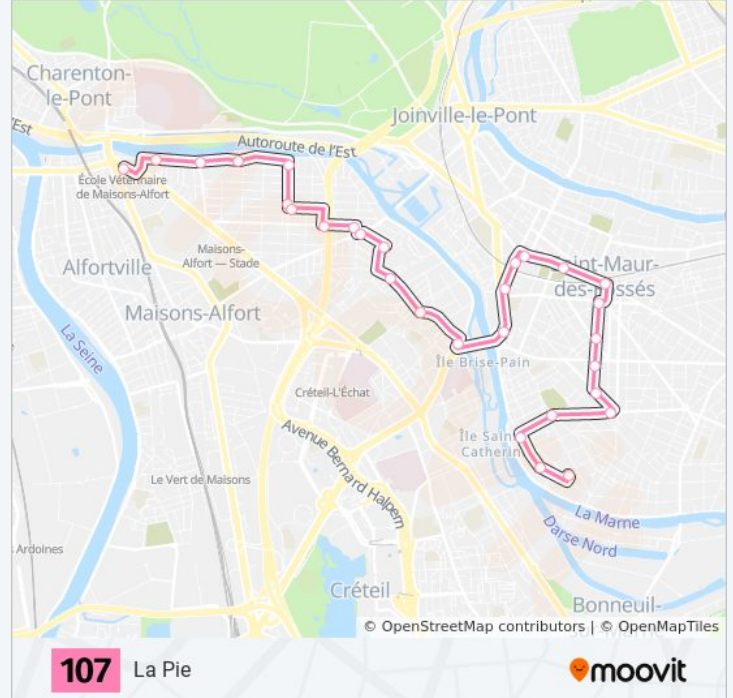 Charenton-
le-Pont
Joinville-le-Pont
Est
Autoroute de l'Est
École Vétérinaire
de Maisons-Alfort
Maisons-
Alfort — Stade
Alfortville
Saint-Maur-
des-Fossés
Maisons-Alfort
La Seine
Île Brise-Pain
Créteil-L'Échat
Île Saint
Catherin
Avenue Bernard Halpern
Le Vert de Maisons
La Marne
Darse Nord
Ardoines
Créteil
Bonneuil-
© OpenStreetMap contributors | © OpenMapTiles
107 La Pie
moovit